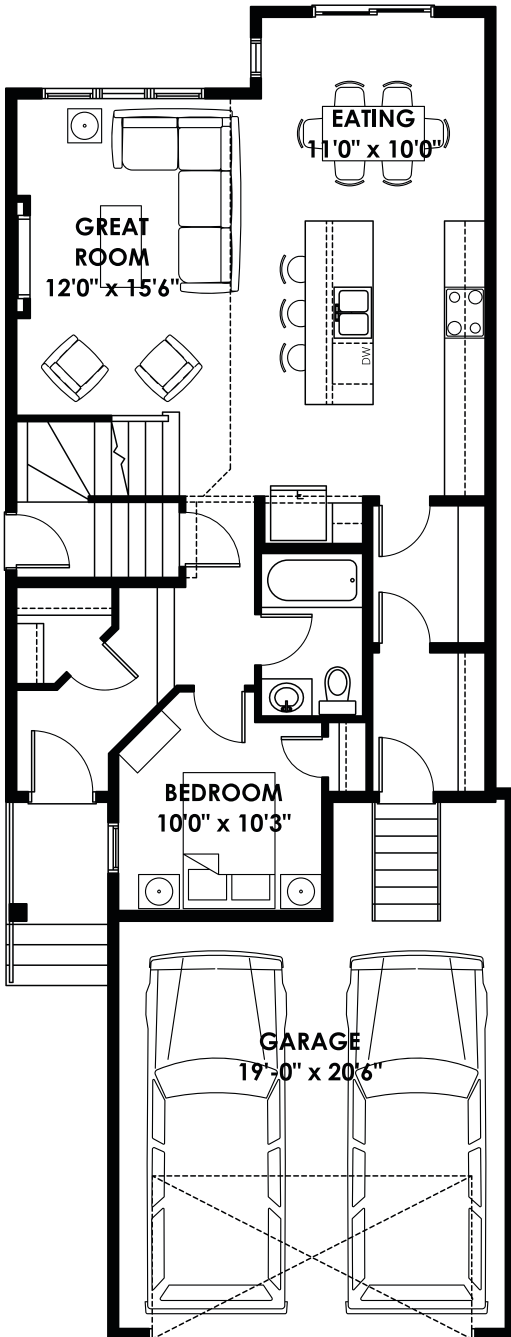 EATING
11'0" x 10'0"
GREAT
ROOM
12'0" x 15'6"
DW
BEDROOM
10'0" x 10'3"
GARAGE
19'-0" x 20'6"